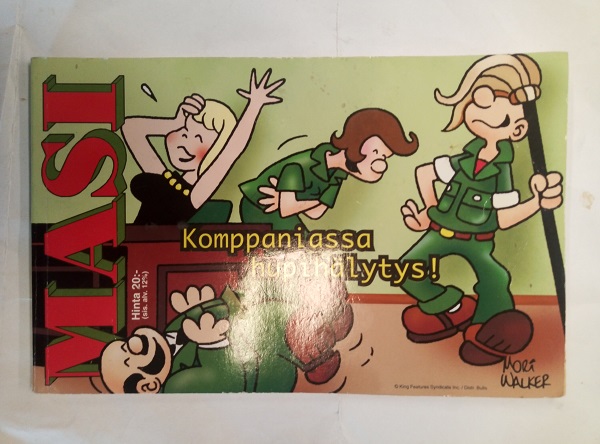 MASI
Komppaniassa
hupihälytys!
Hinta 20:-
(sis. alv. 12%)
MORT
WALKER
© King Features Syndicate Inc. / Distr. Bulls